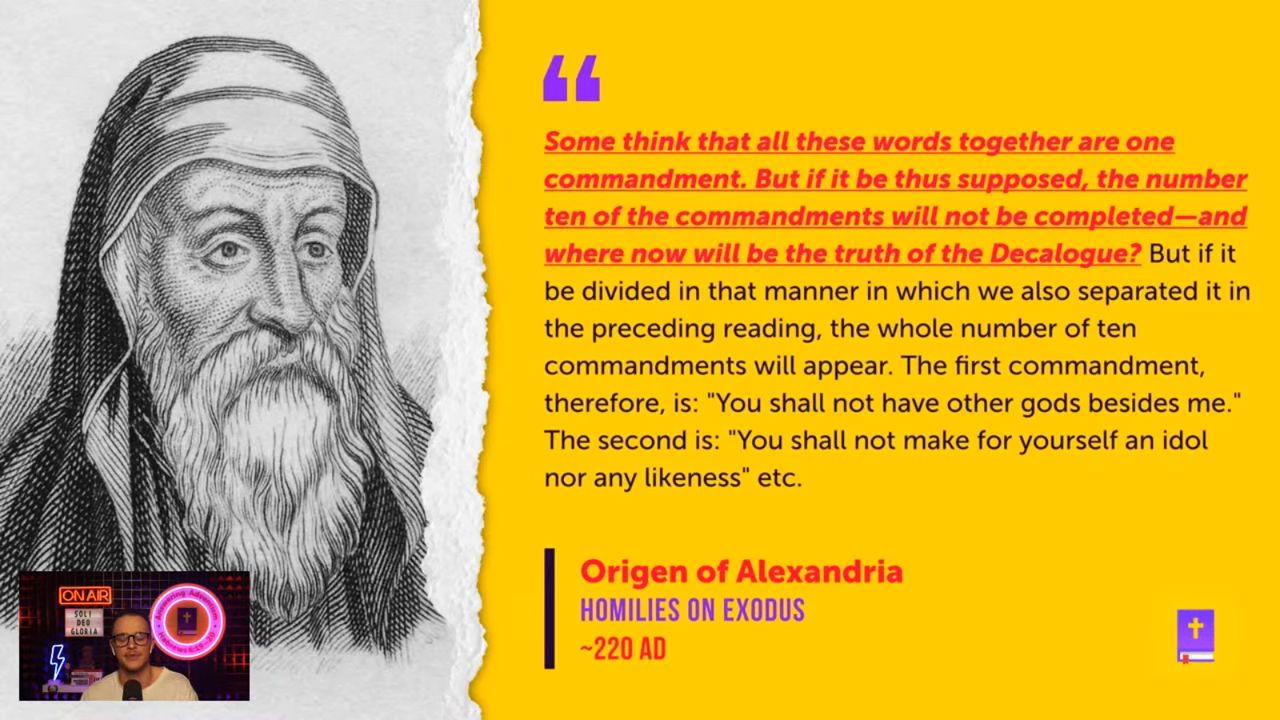 “
Some think that all these words together are one
commandment. But if it be thus supposed, the number
ten of the commandments will not be completed—and
where now will be the truth of the Decalogue? But if it
be divided in that manner in which we also separated it in
the preceding reading, the whole number of ten
commandments will appear. The first commandment,
therefore, is: "You shall not have other gods besides me."
The second is: "You shall not make for yourself an idol
nor any likeness" etc.
Origen of Alexandria
HOMILIES ON EXODUS
~220 AD
ON AIR
SOLI
DEO
GLORIA
Answering Adventism